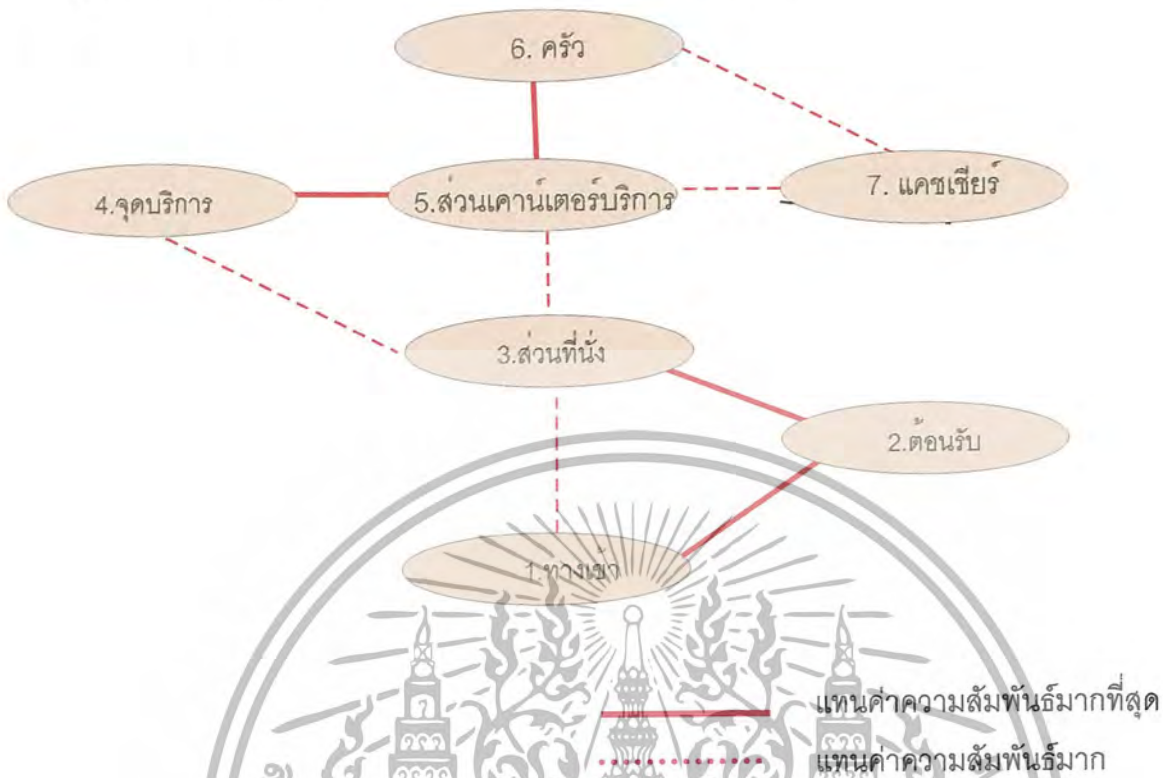 6. ครัว
4.จุดบริการ
5.ส่วนเคาน์เตอร์บริการ
7. แคชเชียร์
3.ส่วนที่นั่ง
2.ต้อนรับ
1.ทางเข้า
แทนค่าความสัมพันธ์มากที่สุด
แทนค่าความสัมพันธ์มาก